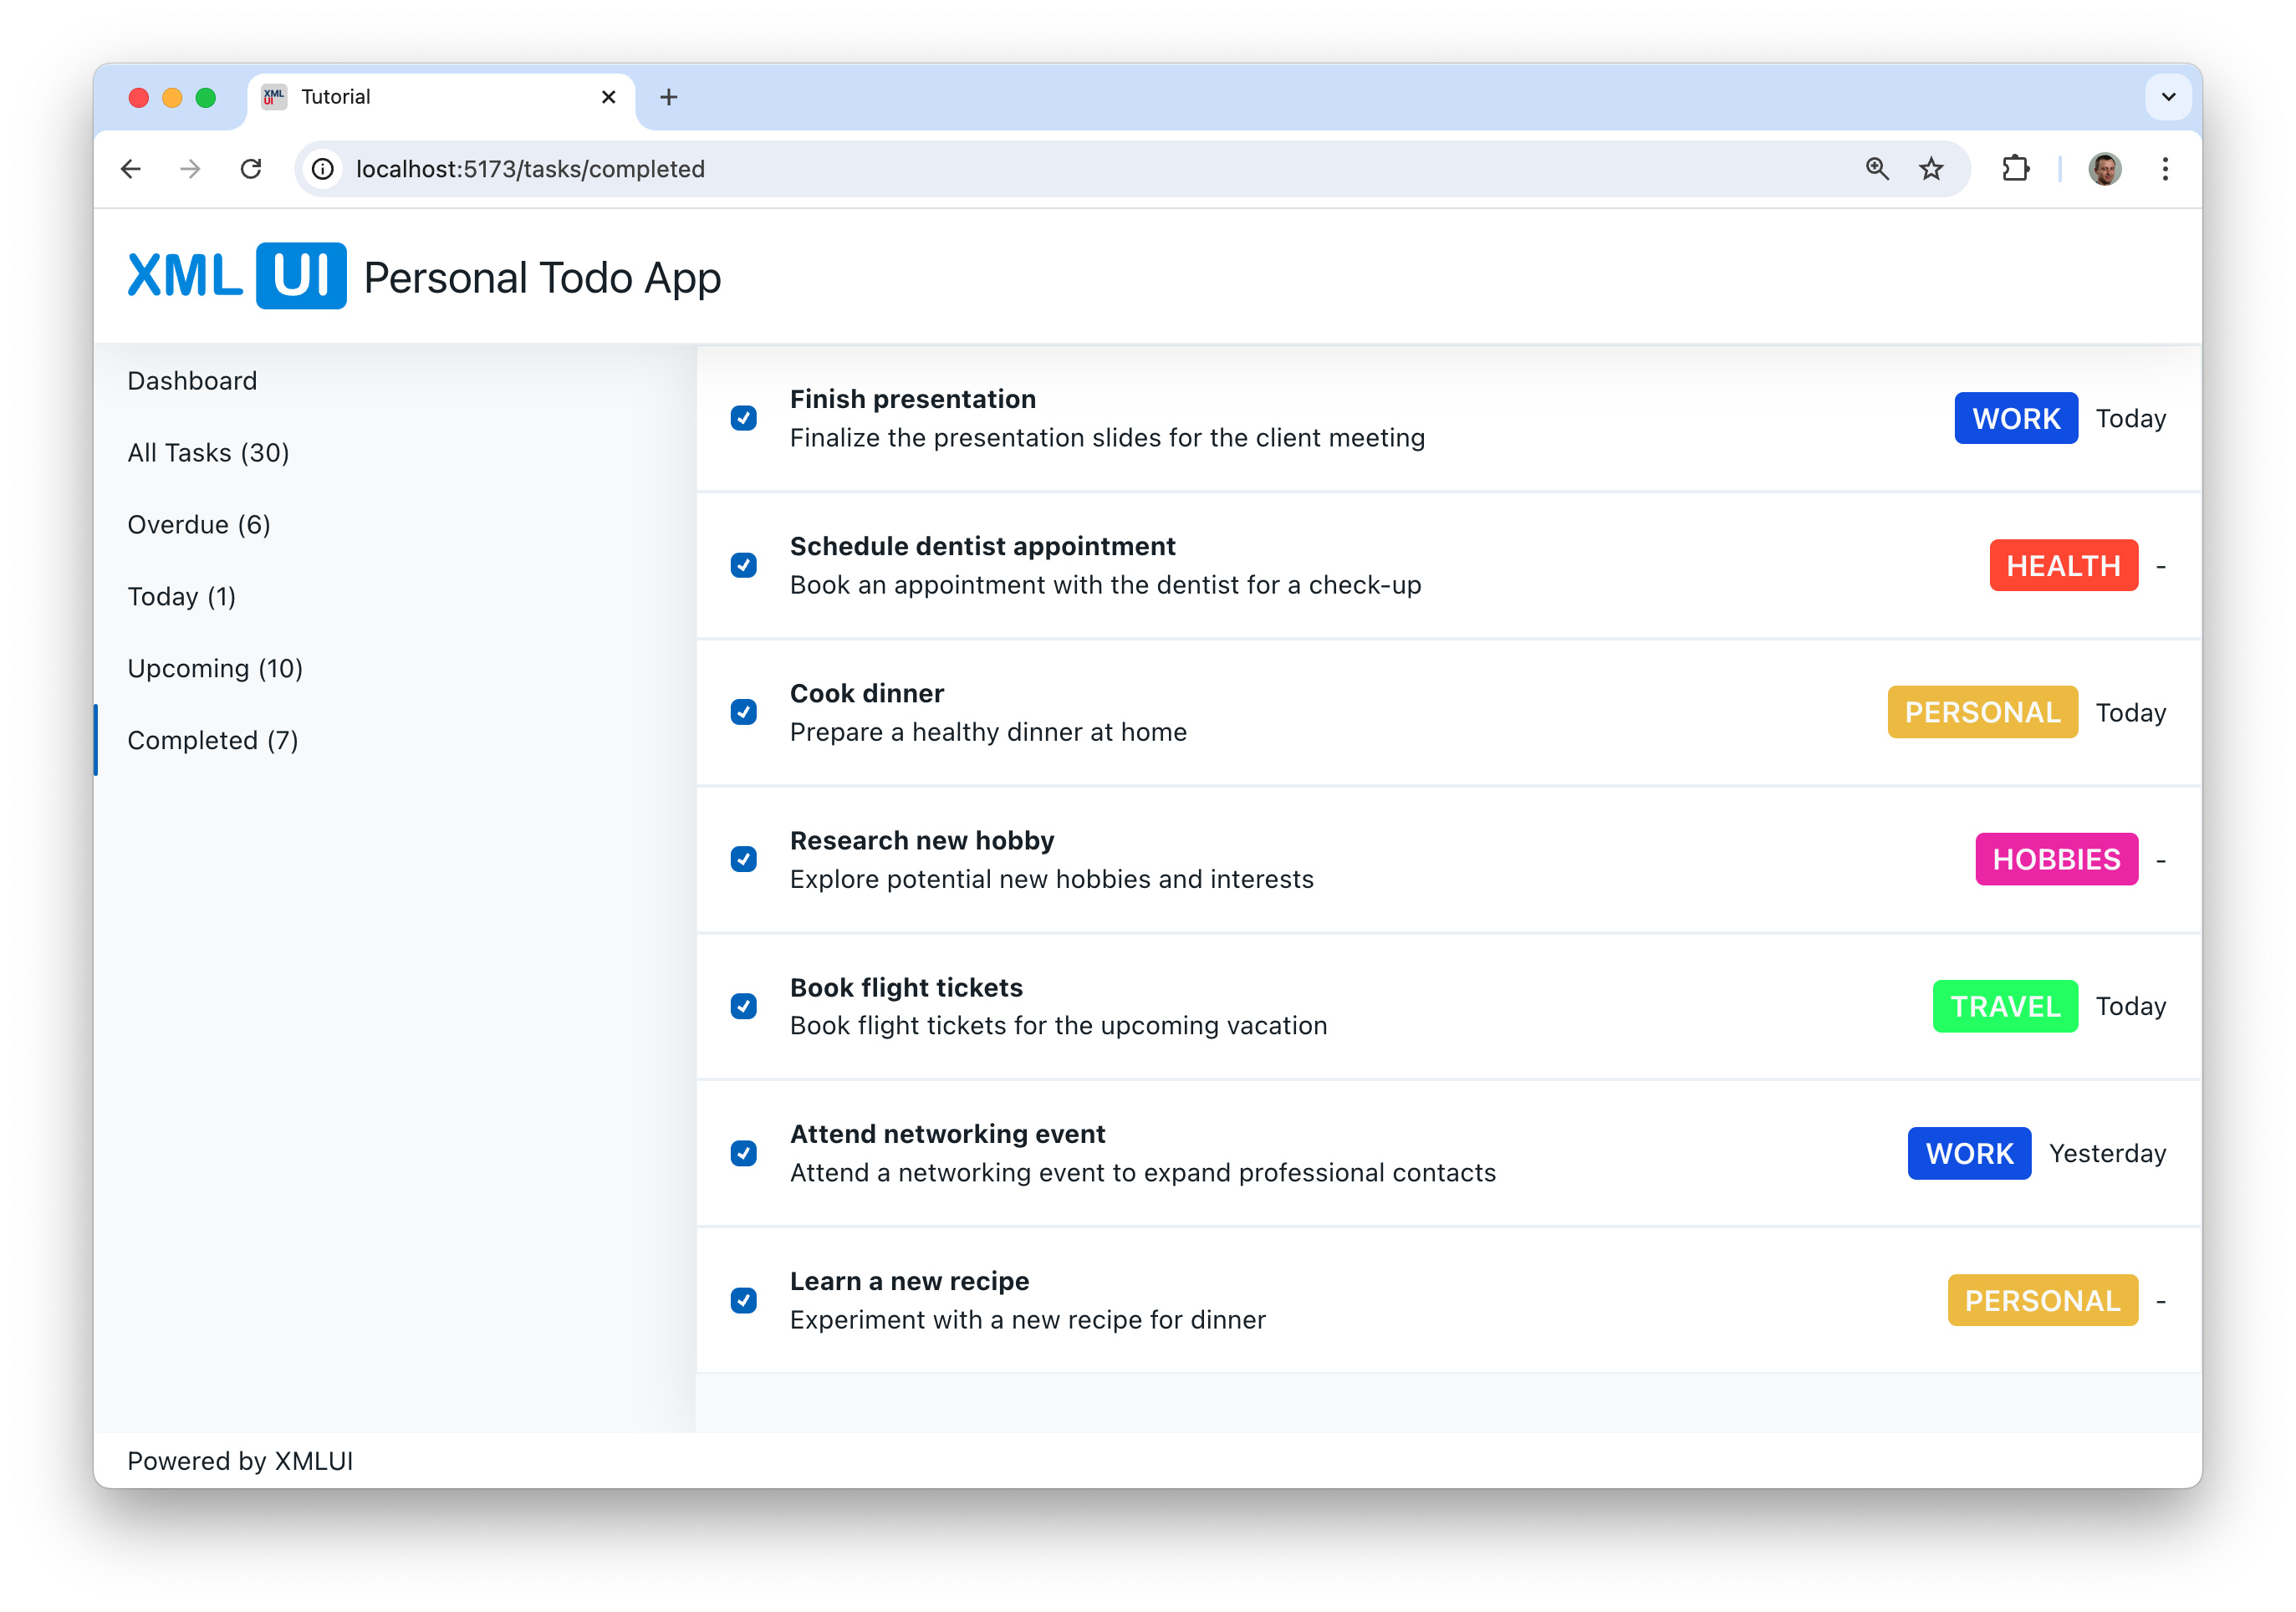 XML UI Tutorial
localhost:5173/tasks/completed
XML UI Personal Todo App
Dashboard
All Tasks (30)
Overdue (6)
Today (1)
Upcoming (10)
Completed (7)
Finish presentation
Finalize the presentation slides for the client meeting
WORK Today
Schedule dentist appointment
Book an appointment with the dentist for a check-up
HEALTH -
Cook dinner
Prepare a healthy dinner at home
PERSONAL Today
Research new hobby
Explore potential new hobbies and interests
HOBBIES -
Book flight tickets
Book flight tickets for the upcoming vacation
TRAVEL Today
Attend networking event
Attend a networking event to expand professional contacts
WORK Yesterday
Learn a new recipe
Experiment with a new recipe for dinner
PERSONAL -
Powered by XMLUI